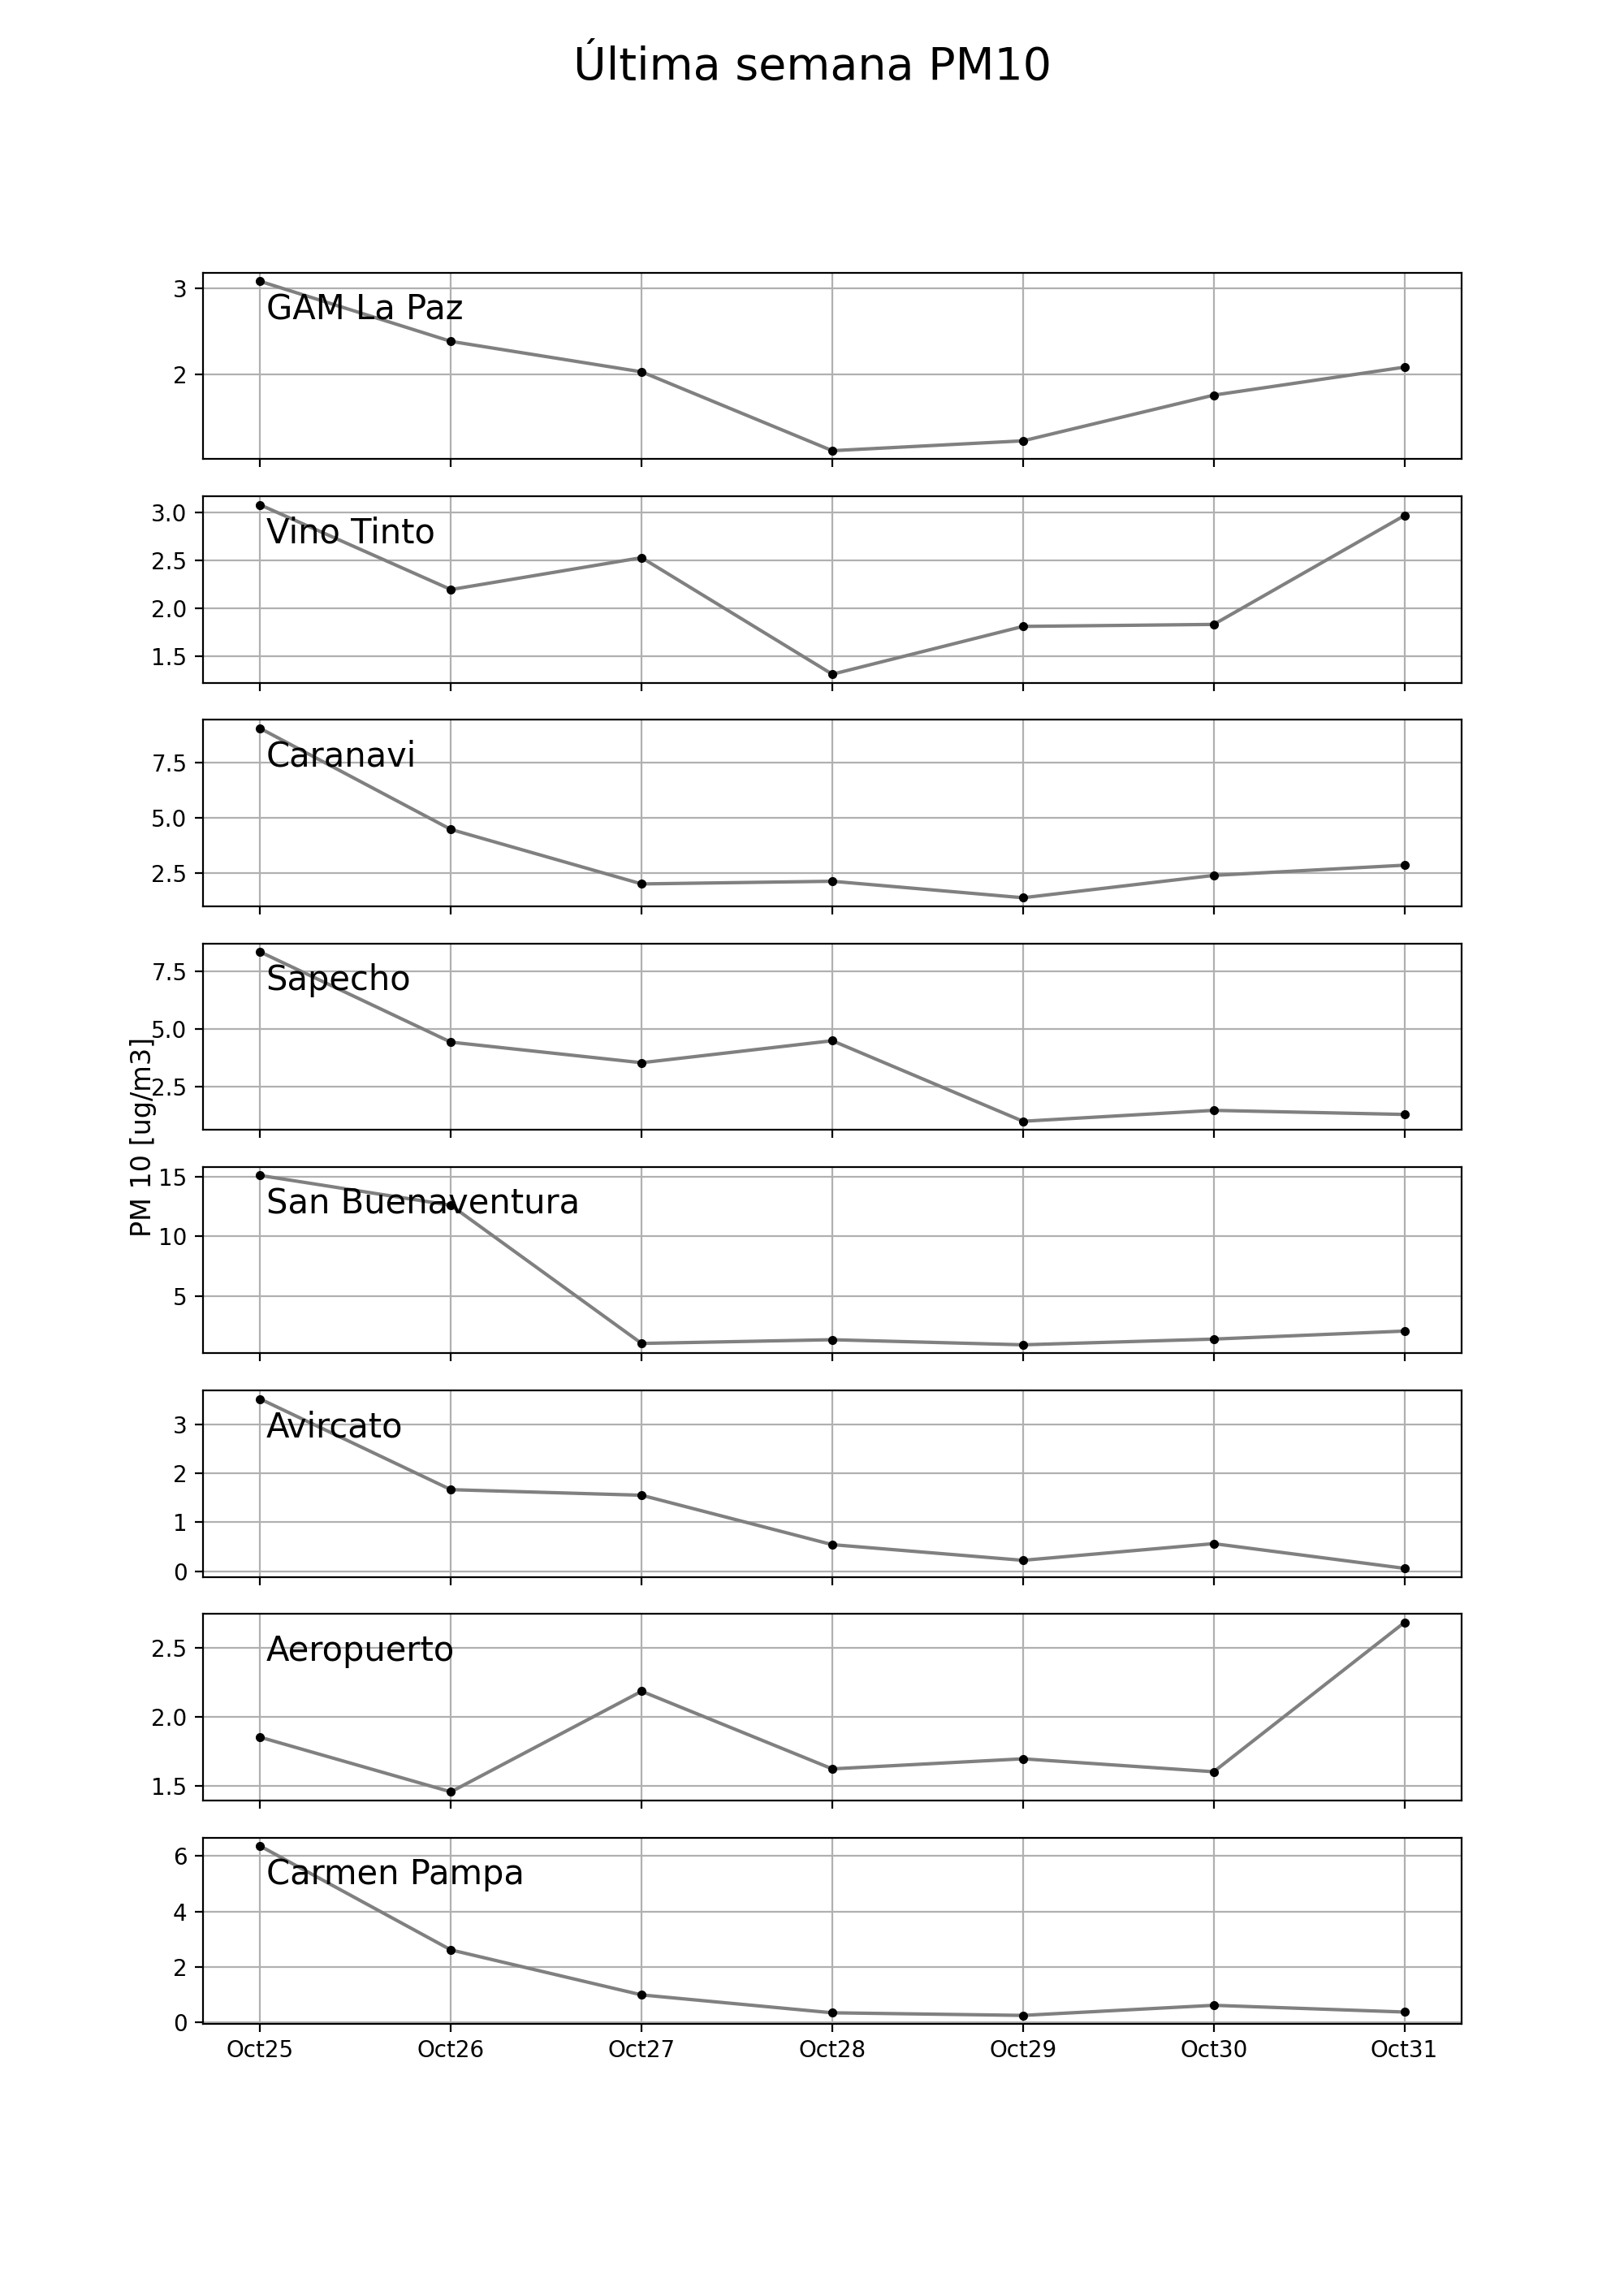 Última semana PM10
GAM La Paz
3
2
Vino Tinto
3.0
2.5
2.0
1.5
Caranavi
7.5
5.0
2.5
Sapecho
7.5
5.0
2.5
PM 10 [ug/m3]
San Buenaventura
15
10
5
Avircato
3
2
1
0
Aeropuerto
2.5
2.0
1.5
Carmen Pampa
6
4
2
0
Oct25 Oct26 Oct27 Oct28 Oct29 Oct30 Oct31